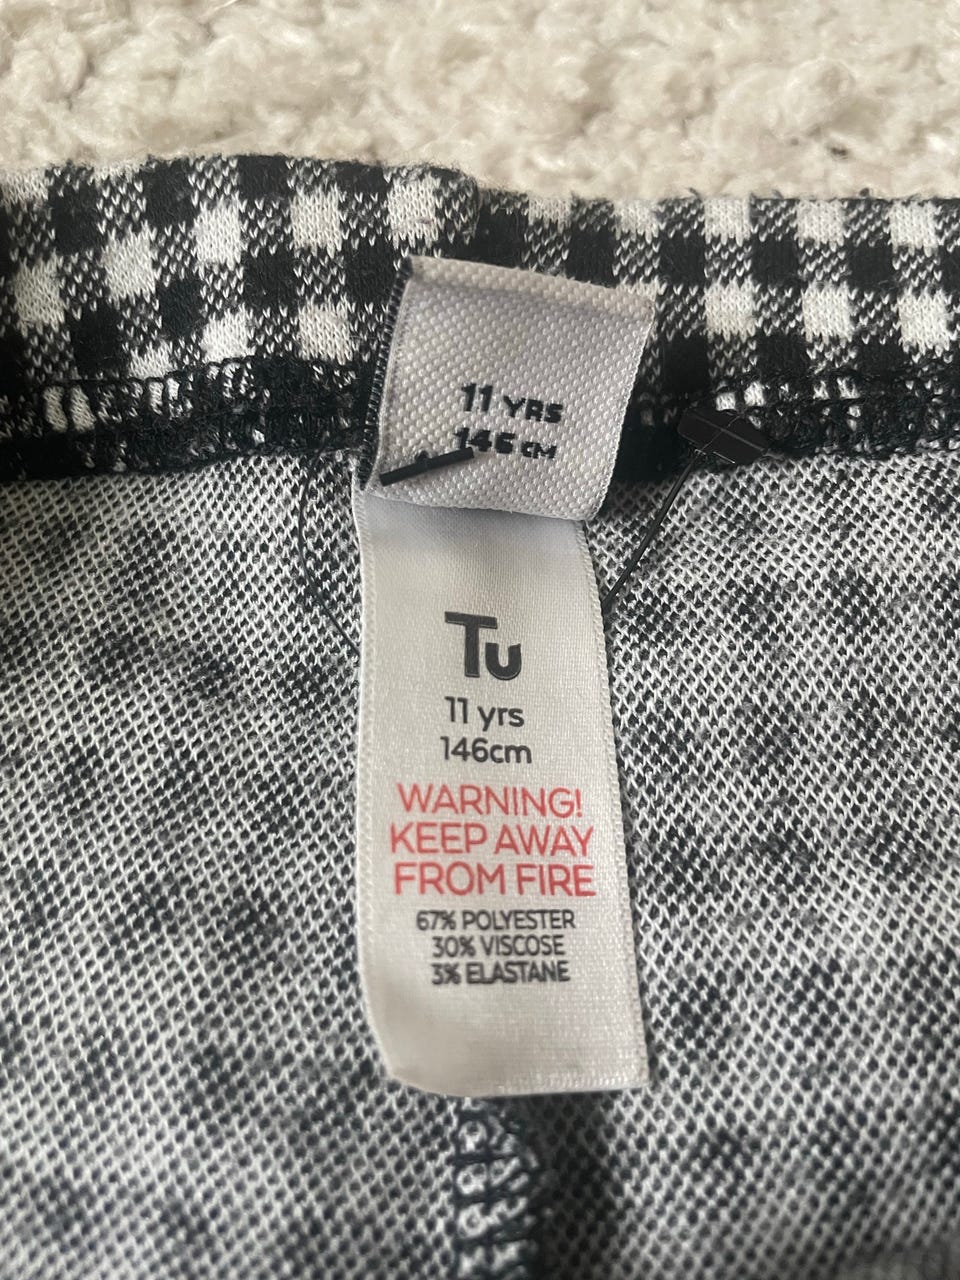 11 YRS
146 CM
Tu
11 yrs
146cm
WARNING!
KEEP AWAY
FROM FIRE
67% POLYESTER
30% VISCOSE
3% ELASTANE